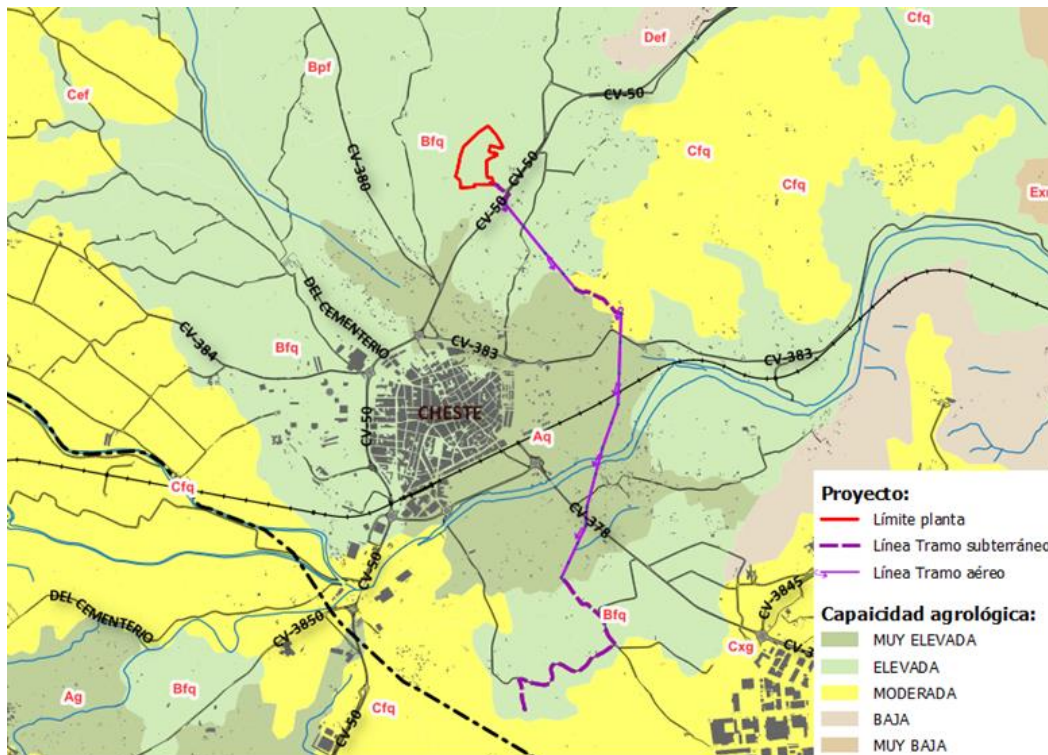 Cfq
Def
Bpf
Cef
CV-50
Bfq
Cfq
CV-380
CV-50
Cfq
CV-50
DEL CEMENTERIO
CV-384
Bfq
CV-383
CV-383
CV-50
CHESTE
Aq
Cfq
CV-378
CV-50
DEL CEMENTERIO
CV-3850
Bfq
CV-3845
Cxg
Ag
Bfq
Cfq
CV-50
Proyecto:
Límite planta
Línea Tramo subterráneo
Línea Tramo aéreo
Capaicidad agrológica:
MUY ELEVADA
ELEVADA
MODERADA
BAJA
MUY BAJA